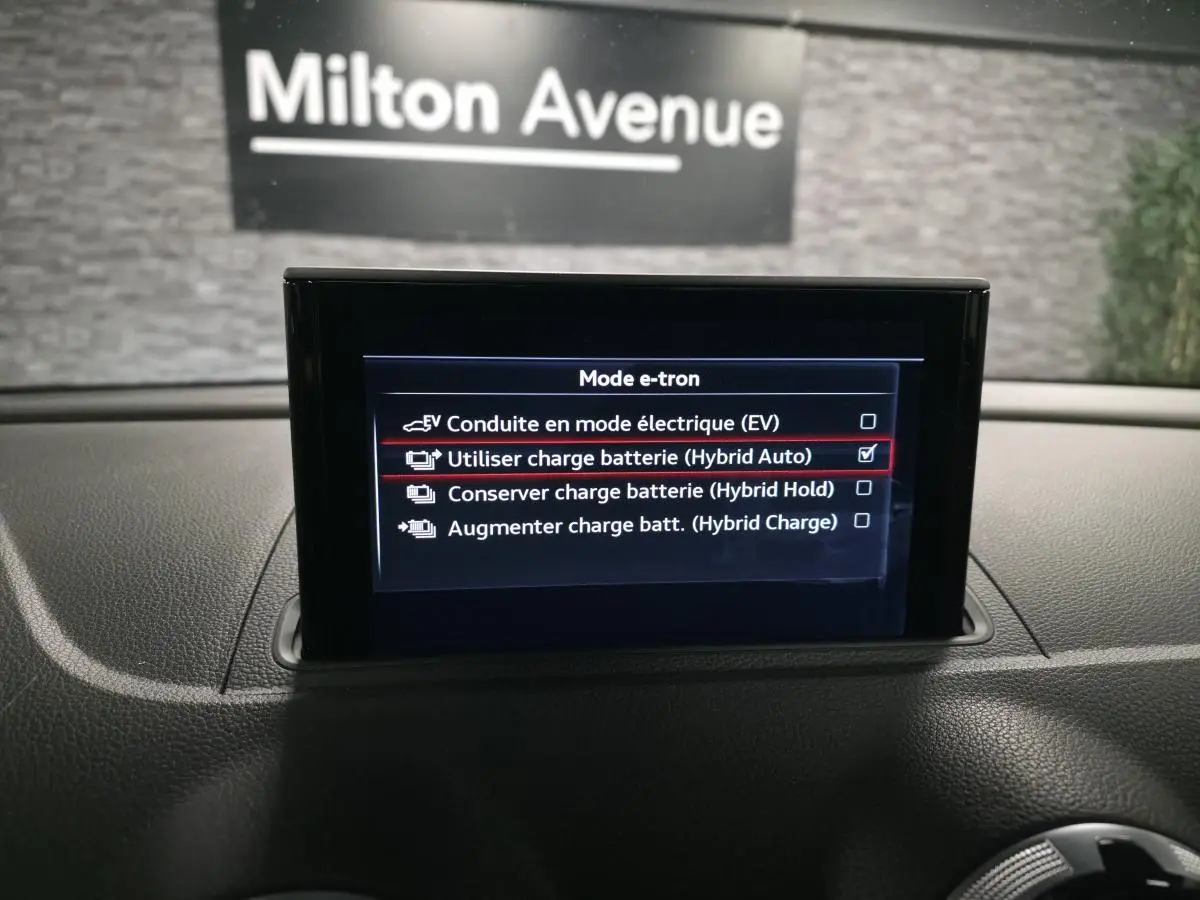 Milton Avenue
Mode e-tron
EV Conduite en mode électrique (EV)
Utiliser charge batterie (Hybrid Auto)
Conserver charge batterie (Hybrid Hold)
Augmenter charge batt. (Hybrid Charge)